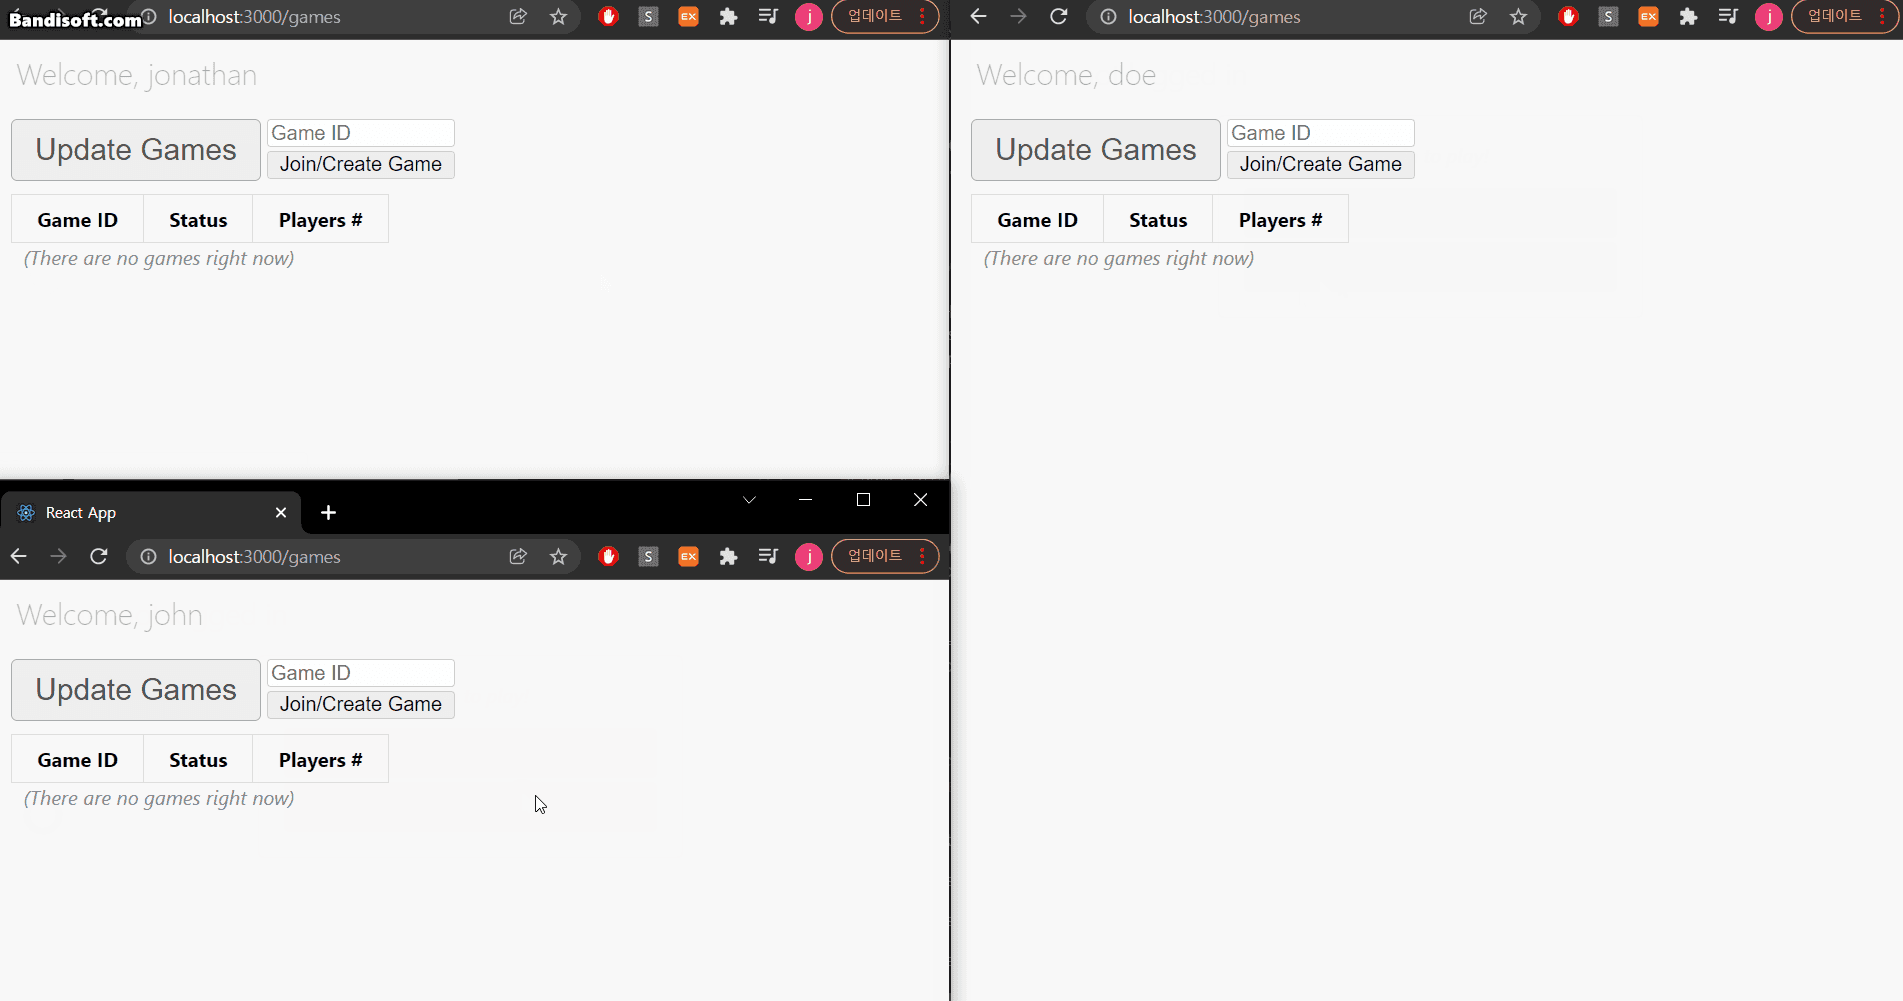 Bandisoft.com
localhost:3000/games
S
EX
j
업데이트
Welcome, jonathan
Update Games
Game ID
Join/Create Game
Game ID Status Players #
(There are no games right now)
localhost:3000/games
S
EX
j
업데이트
Welcome, doe
Update Games
Game ID
Join/Create Game
Game ID Status Players #
(There are no games right now)
React App
localhost:3000/games
S
EX
j
업데이트
Welcome, john
Update Games
Game ID
Join/Create Game
Game ID Status Players #
(There are no games right now)